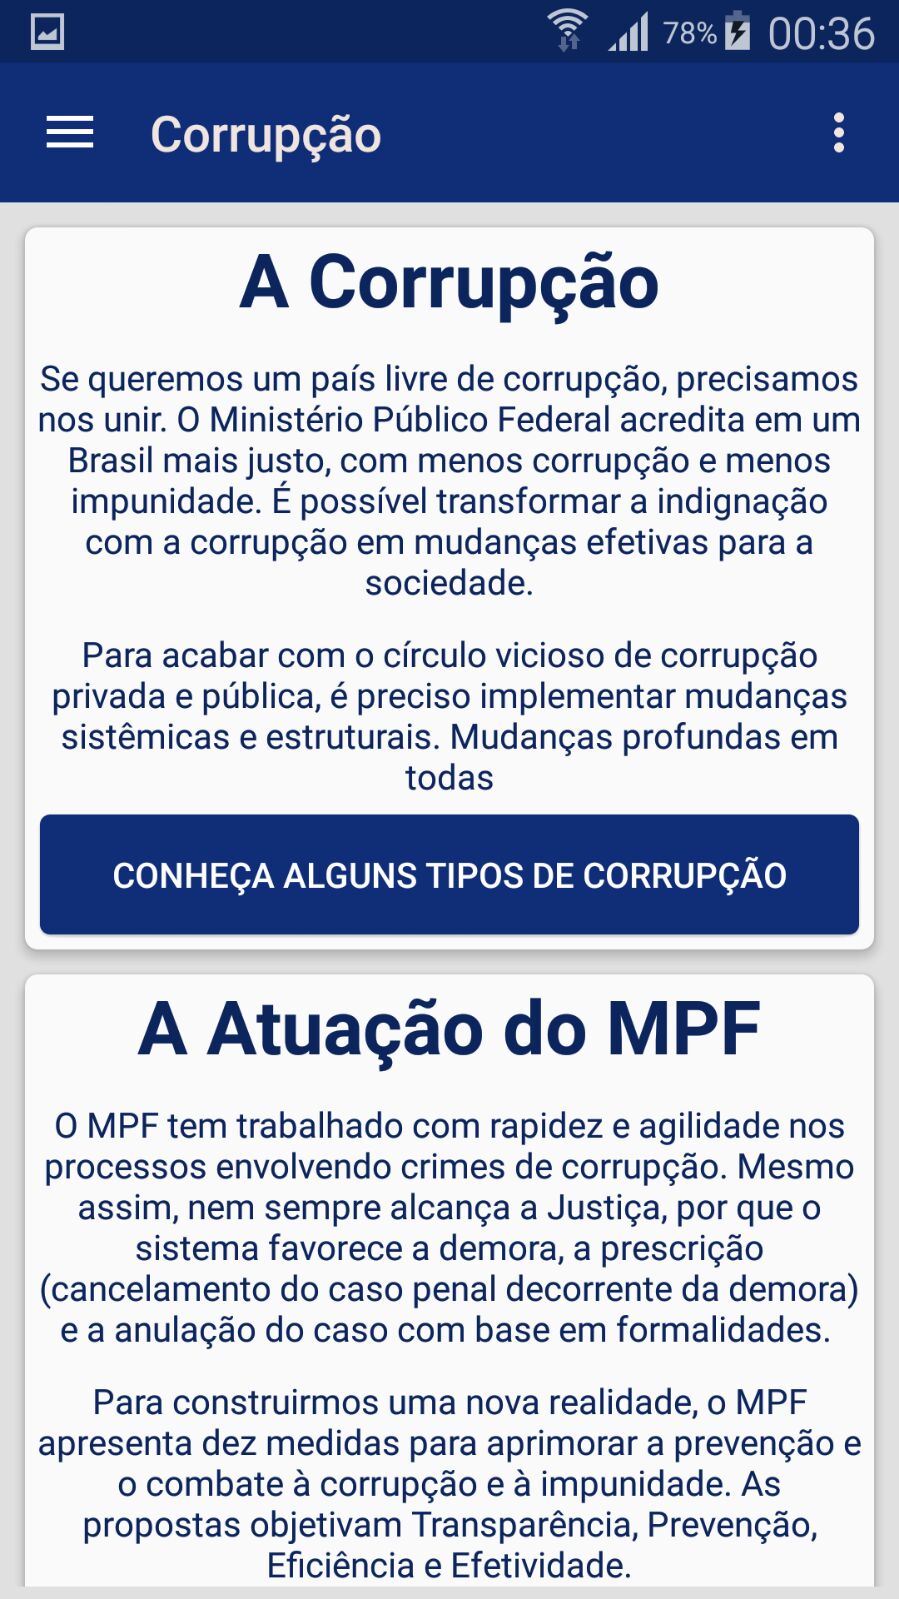 78% 00:36
Corrupção
A Corrupção
Se queremos um país livre de corrupção, precisamos
nos unir. O Ministério Público Federal acredita em um
Brasil mais justo, com menos corrupção e menos
impunidade. É possível transformar a indignação
com a corrupção em mudanças efetivas para a
sociedade.
Para acabar com o círculo vicioso de corrupção
privada e pública, é preciso implementar mudanças
sistêmicas e estruturais. Mudanças profundas em
todas
CONHEÇA ALGUNS TIPOS DE CORRUPÇÃO
A Atuação do MPF
O MPF tem trabalhado com rapidez e agilidade nos
processos envolvendo crimes de corrupção. Mesmo
assim, nem sempre alcança a Justiça, por que o
sistema favorece a demora, a prescrição
(cancelamento do caso penal decorrente da demora)
e a anulação do caso com base em formalidades.
Para construirmos uma nova realidade, o MPF
apresenta dez medidas para aprimorar a prevenção e
o combate à corrupção e à impunidade. As
propostas objetivam Transparência, Prevenção,
Eficiência e Efetividade.